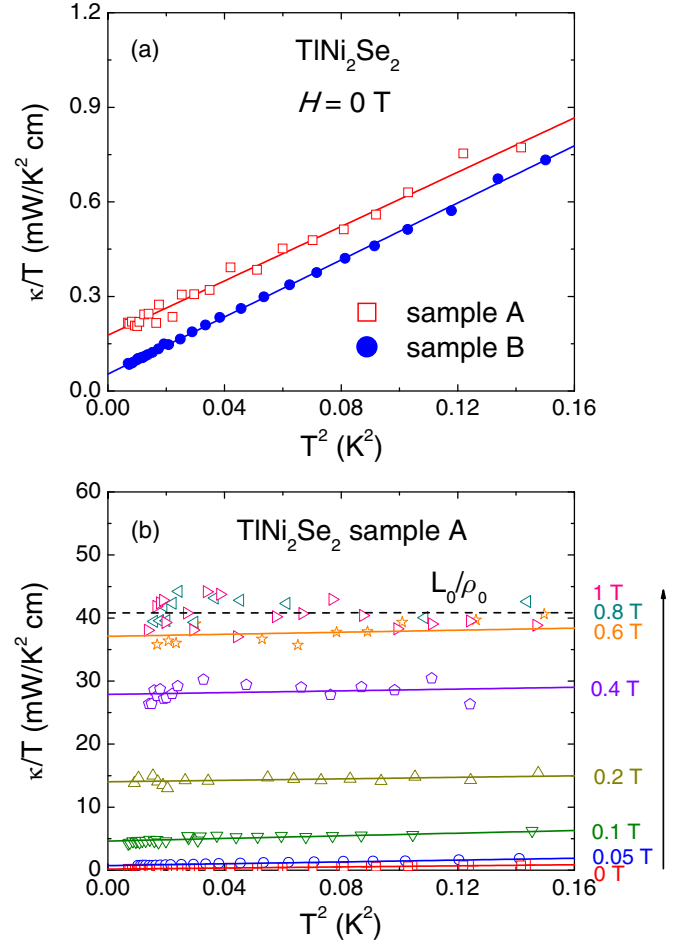 1.2
(a)
TlNi₂Se₂
H = 0 T
0.9
κ/T (mW/K² cm)
0.6
0.3
sample A
sample B
0.0
0.00 0.04 0.08 0.12 0.16
T² (K²)
60
(b)
TlNi₂Se₂ sample A
50
L₀/ρ₀
1 T
40
0.8 T
0.6 T
κ/T (mW/K² cm)
30
0.4 T
20
0.2 T
10
0.1 T
0.05 T
0
0 T
0.00 0.04 0.08 0.12 0.16
T² (K²)